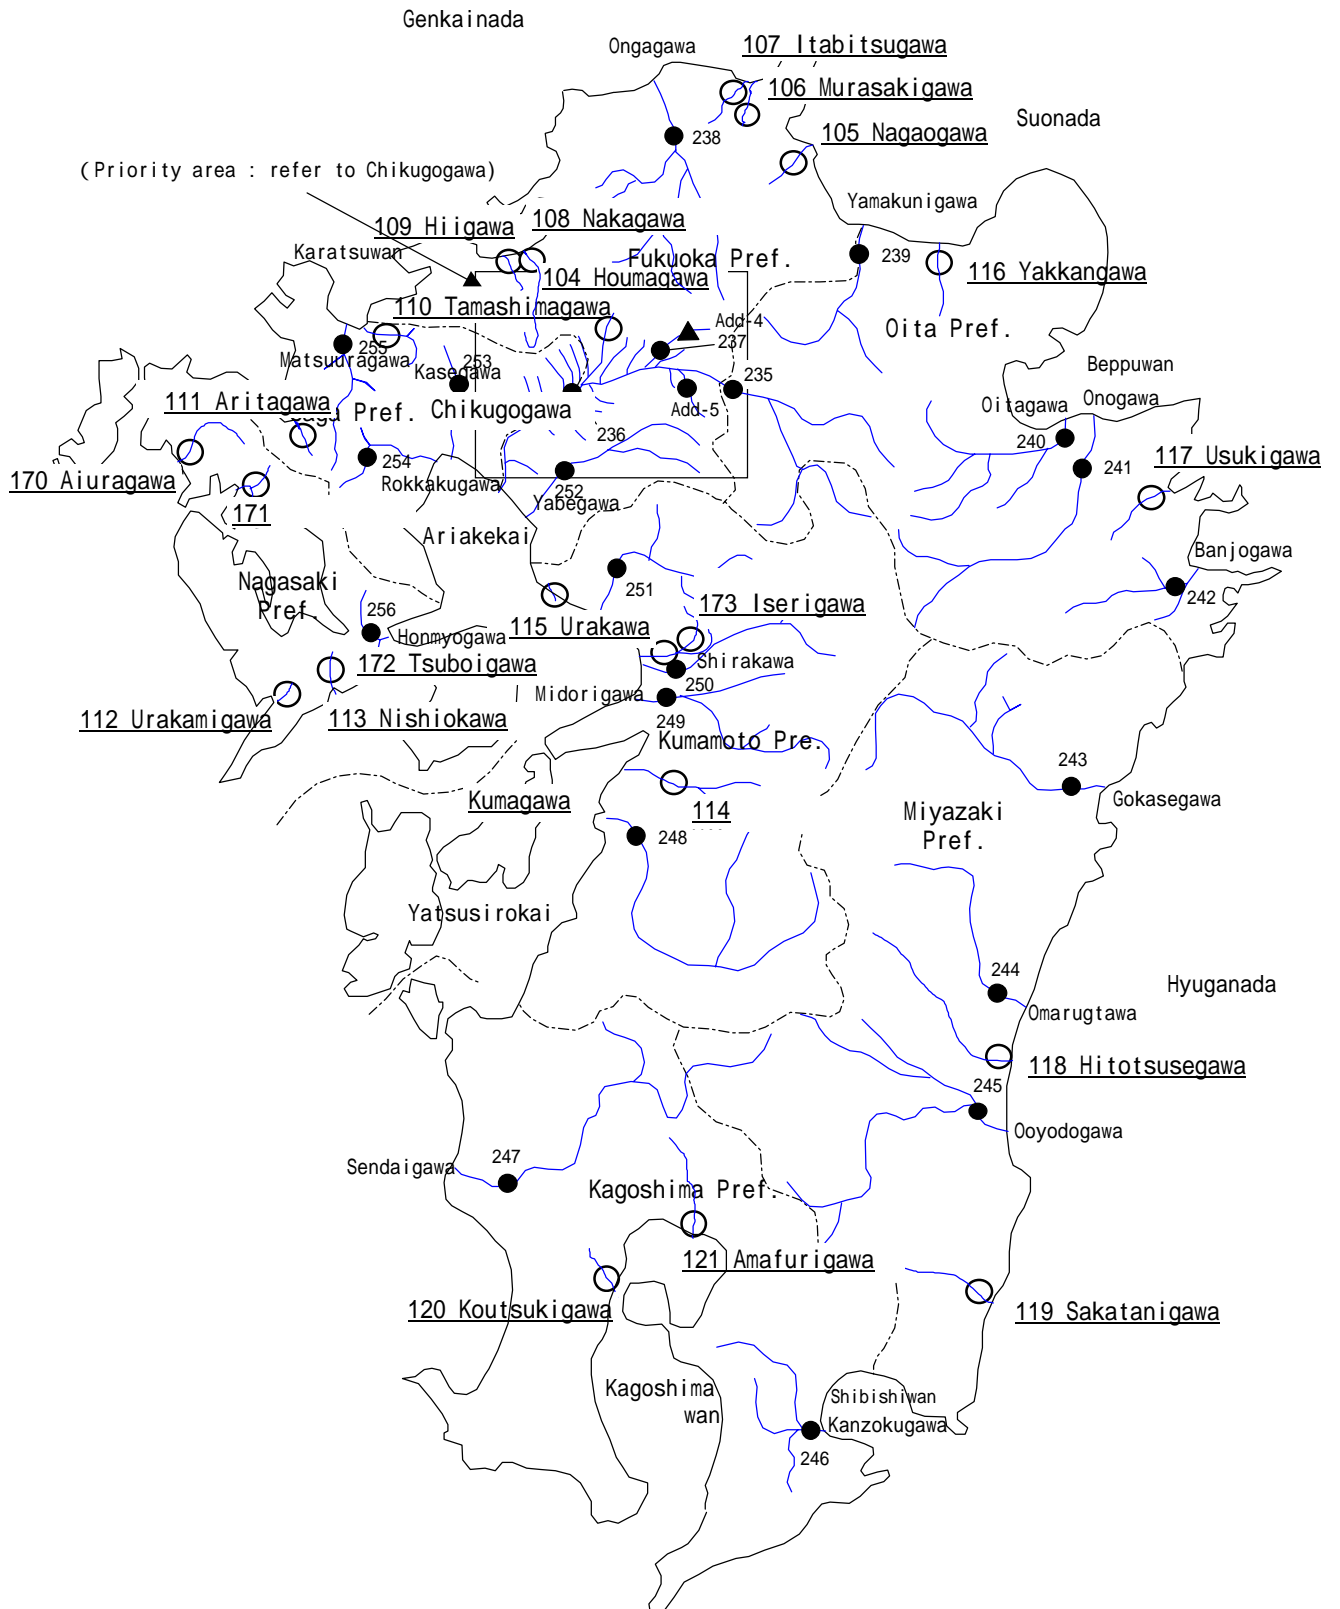 Genkainada
Ongagawa
107 Itabitsugawa
106 Murasakigawa
Suonada
105 Nagaogawa
238
(Priority area : refer to Chikugogawa)
Yamakunigawa
108 Nakagawa
109 Hiigawa
Karatsuwan
239
Fukuoka Pref.
116 Yakkangawa
104 Houmagawa
110 Tamashimagawa
Add-4
Oita Pref.
255
237
Matsuuragawa
253
Kasegawa
Beppuwan
235
Onogawa
111 Aritagawa
Pref.
Chikugogawa
Add-5
Oitagawa
236
240
117 Usukigawa
254
241
170 Aiuragawa
Rokkakugawa
252
Yabegawa
171
Ariakekai
Banjogawa
Nagasaki
Pref.
251
242
256
173 Iserigawa
115 Urakawa
Honmyogawa
172 Tsuboigawa
Shirakawa
250
Midorigawa
112 Urakamigawa
113 Nishiokawa
249
Kumamoto Pre.
243
Kumagawa
114
Gokasegawa
Miyazaki
Pref.
248
Yatsusirokai
244
Hyuganada
Omarugtawa
118 Hitotsusegawa
245
Ooyodogawa
247
Sendaigawa
Kagoshima Pref.
121 Amafurigawa
120 Koutsukigawa
119 Sakatanigawa
Kagoshima
wan
Shibishiwan
Kanzokugawa
246